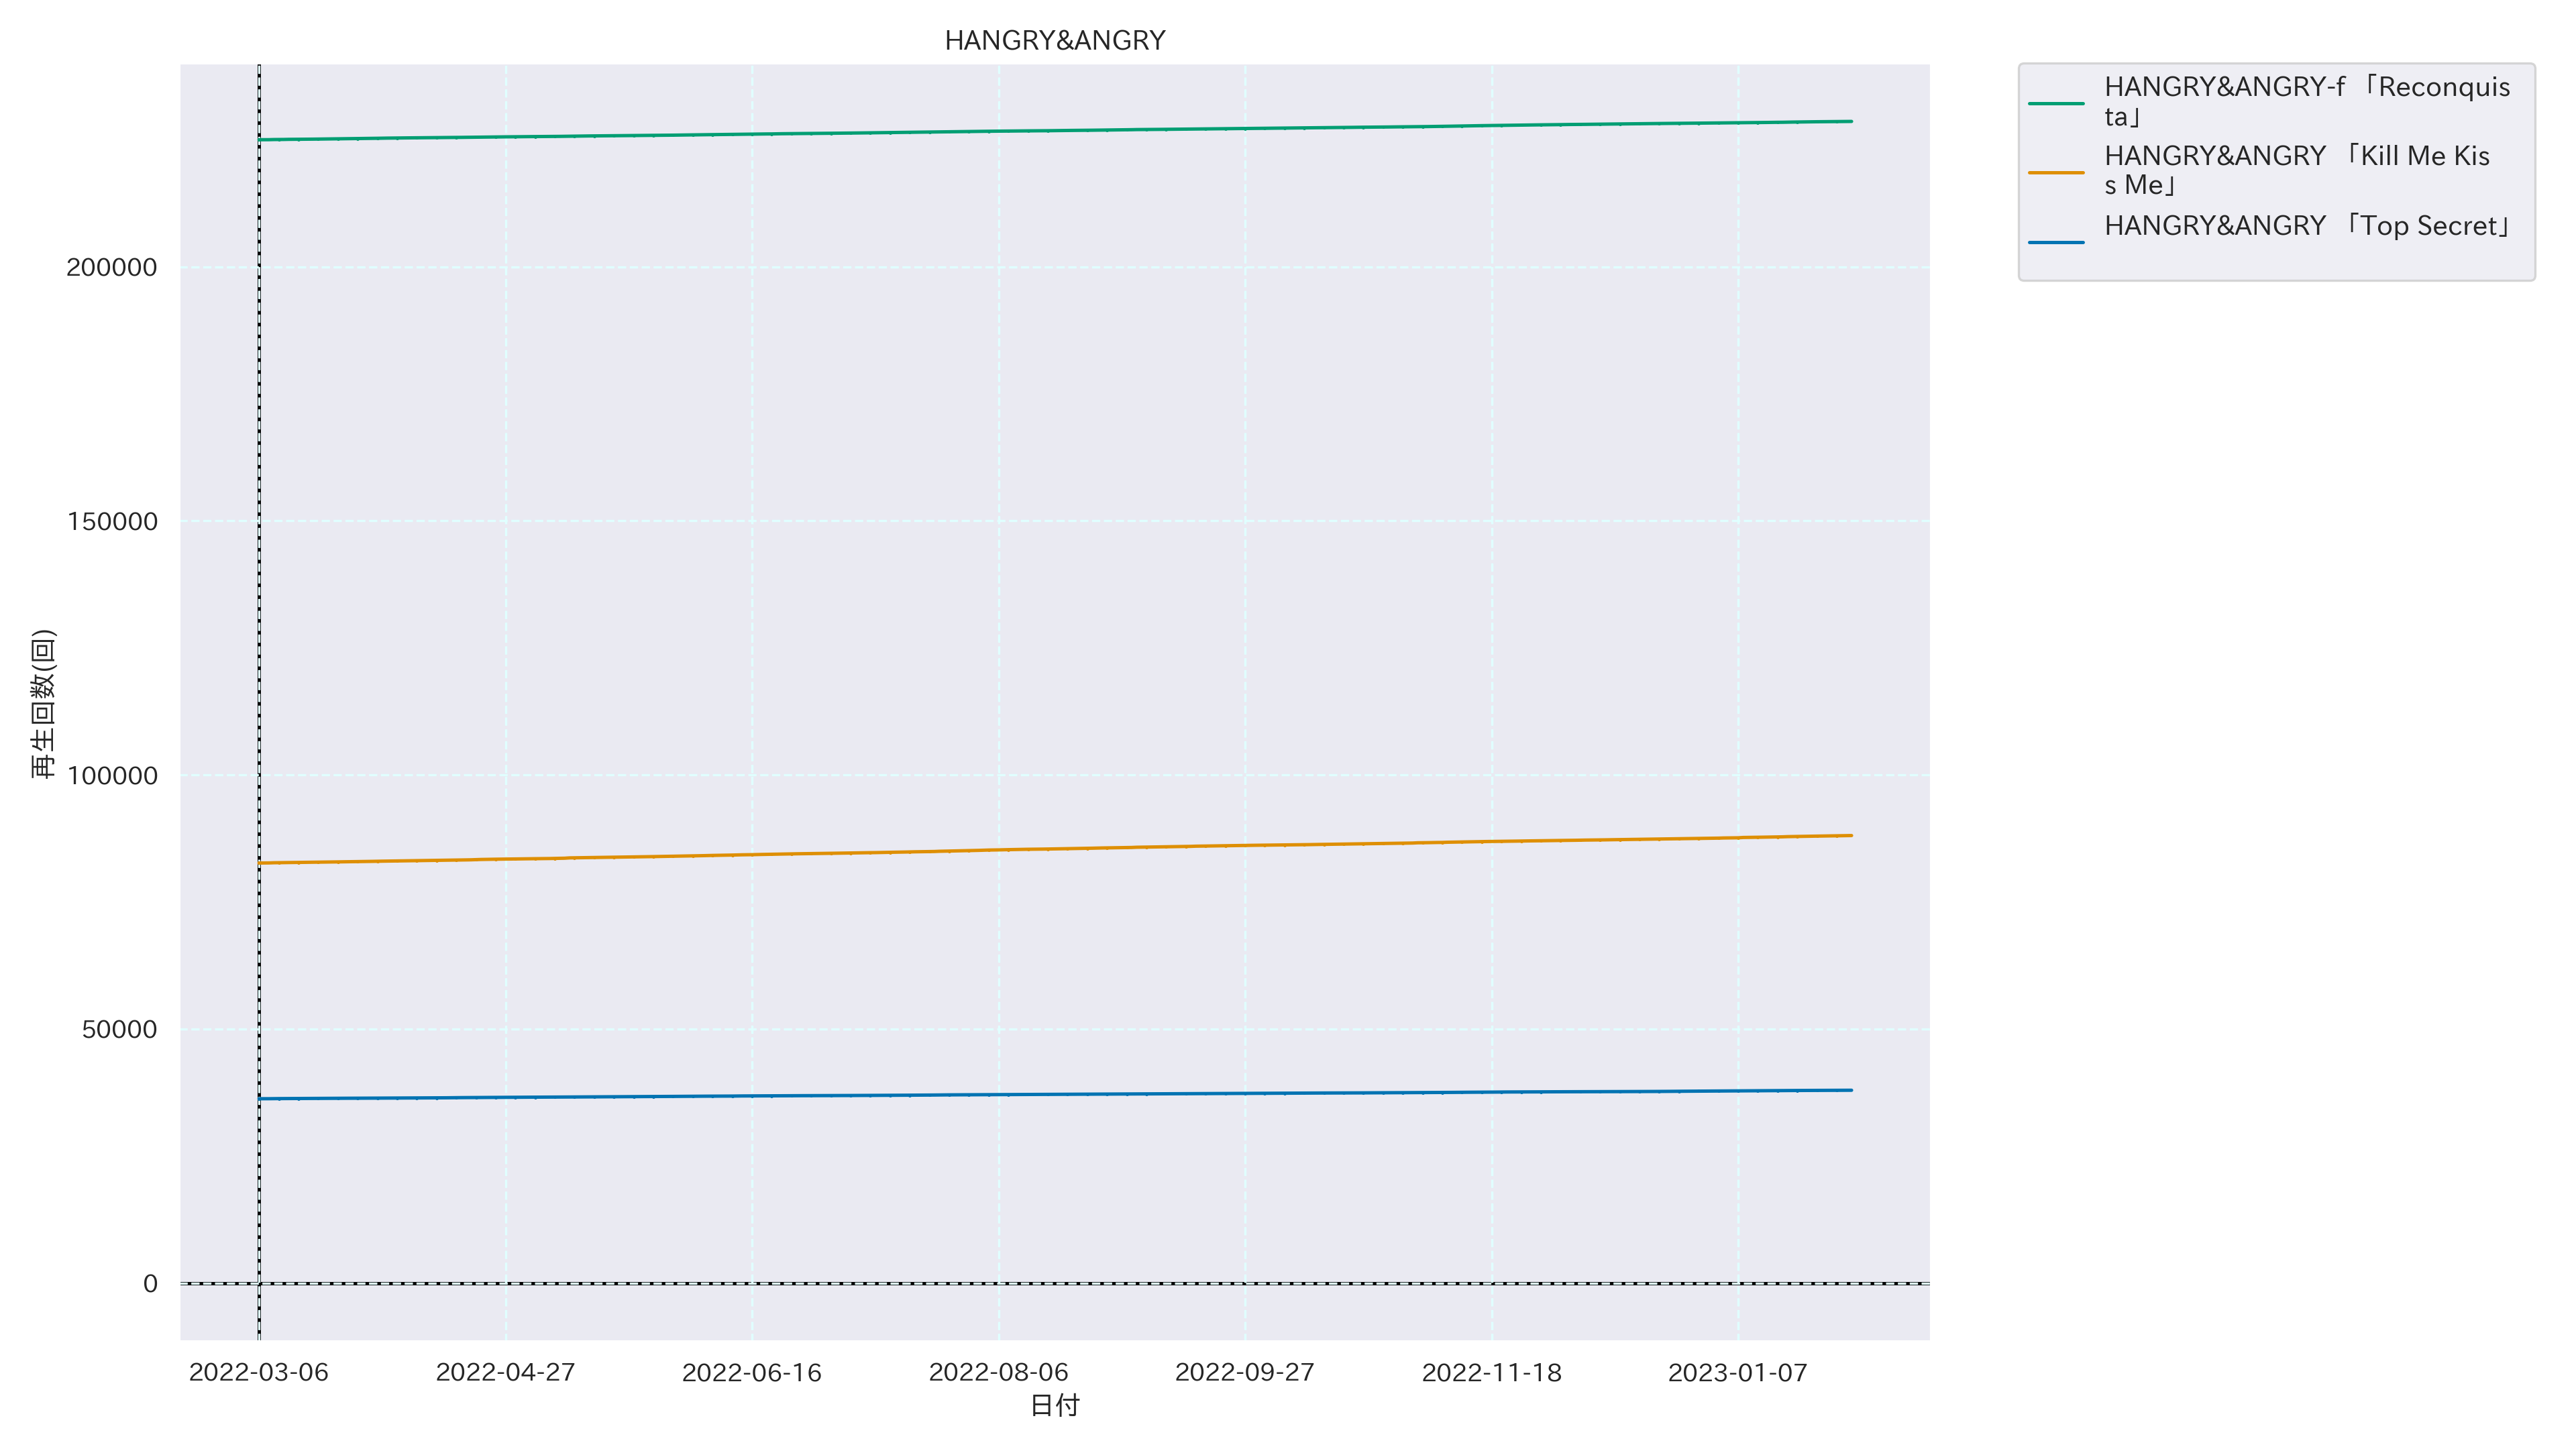 HANGRY&ANGRY
HANGRY&ANGRY-f 「Reconquis
ta」
HANGRY&ANGRY 「Kill Me Kis
s Me」
HANGRY&ANGRY 「Top Secret」
再生回数(回)
200000
150000
100000
50000
0
2022-03-06
2022-04-27
2022-06-16
2022-08-06
2022-09-27
2022-11-18
2023-01-07
日付